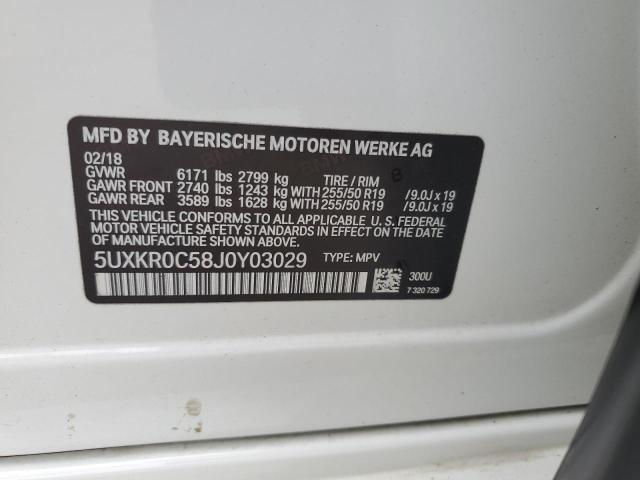 MFD BY BAYERISCHE MOTOREN WERKE AG
02/18
GVWR 6171 lbs 2799 kg TIRE / RIM
GAWR FRONT 2740 lbs 1243 kg WITH 255/50 R19 /9.0J x 19
GAWR REAR 3589 lbs 1628 kg WITH 255/50 R19 /9.0J x 19
THIS VEHICLE CONFORMS TO ALL APPLICABLE U. S. FEDERAL
MOTOR VEHICLE SAFETY STANDARDS IN EFFECT ON THE
DATE OF MANUFACTURE SHOWN ABOVE.
5UXKR0C58J0Y03029 TYPE: MPV
300U
7 320 729